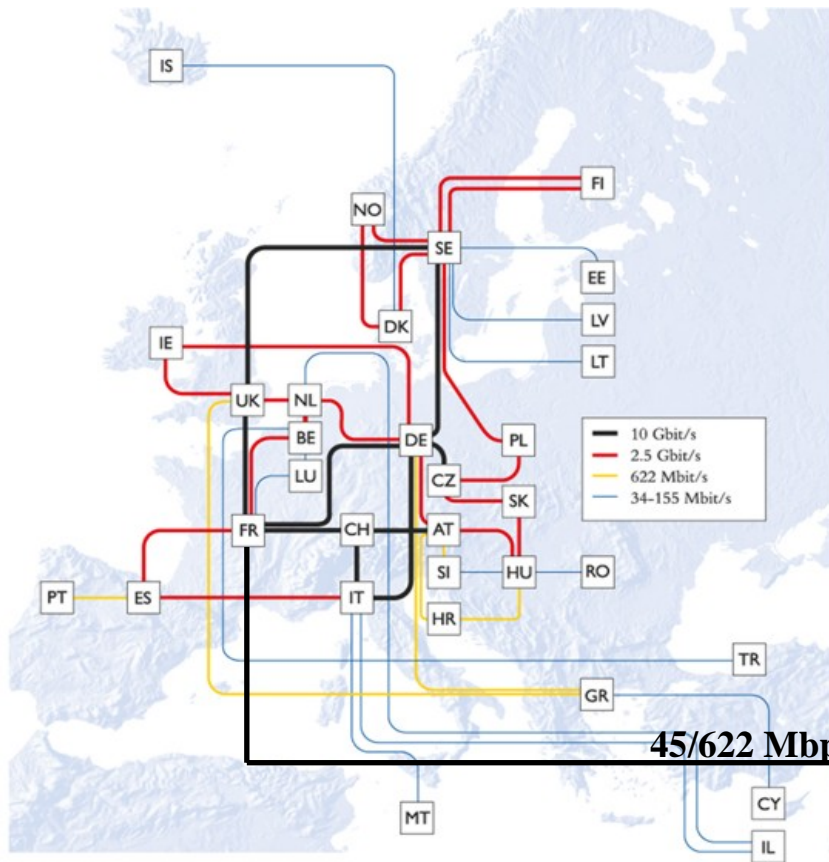 IS
FI
NO
SE
EE
DK
LV
IE
LT
UK
NL
BE
DE
PL
LU
CZ
SK
10 Gbit/s
2.5 Gbit/s
622 Mbit/s
34-155 Mbit/s
FR
CH
AT
SI
HU
RO
PT
ES
IT
HR
TR
GR
45/622 Mbp
MT
CY
IL